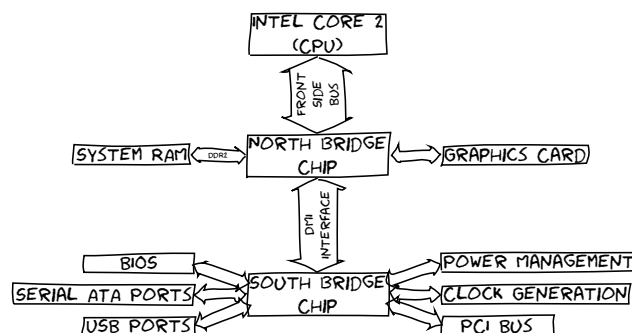 INTEL CORE 2
(CPU)
FRONT
SIDE
BUS
SYSTEM RAM
DDR2
NORTH BRIDGE
CHIP
GRAPHICS CARD
DMI
INTERFACE
BIOS
POWER MANAGEMENT
SERIAL ATA PORTS
SOUTH BRIDGE
CHIP
CLOCK GENERATION
USB PORTS
PCI BUS